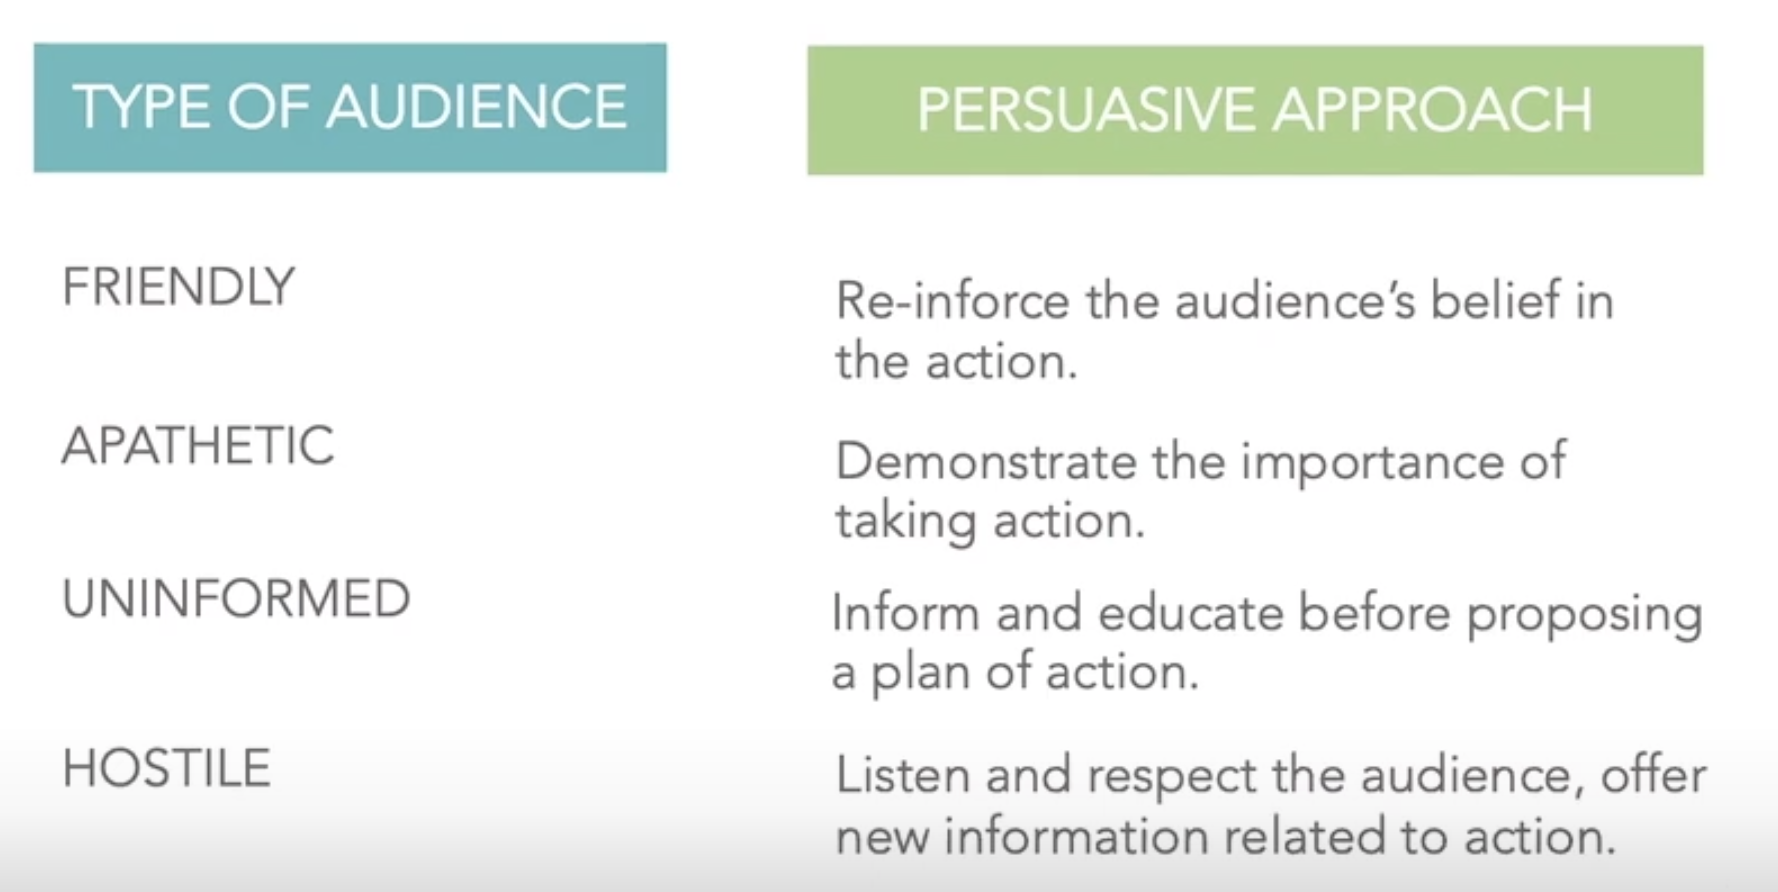 TYPE OF AUDIENCE
PERSUASIVE APPROACH
FRIENDLY
Re-inforce the audience’s belief in
the action.
APATHETIC
Demonstrate the importance of
taking action.
UNINFORMED
Inform and educate before proposing
a plan of action.
HOSTILE
Listen and respect the audience, offer
new information related to action.